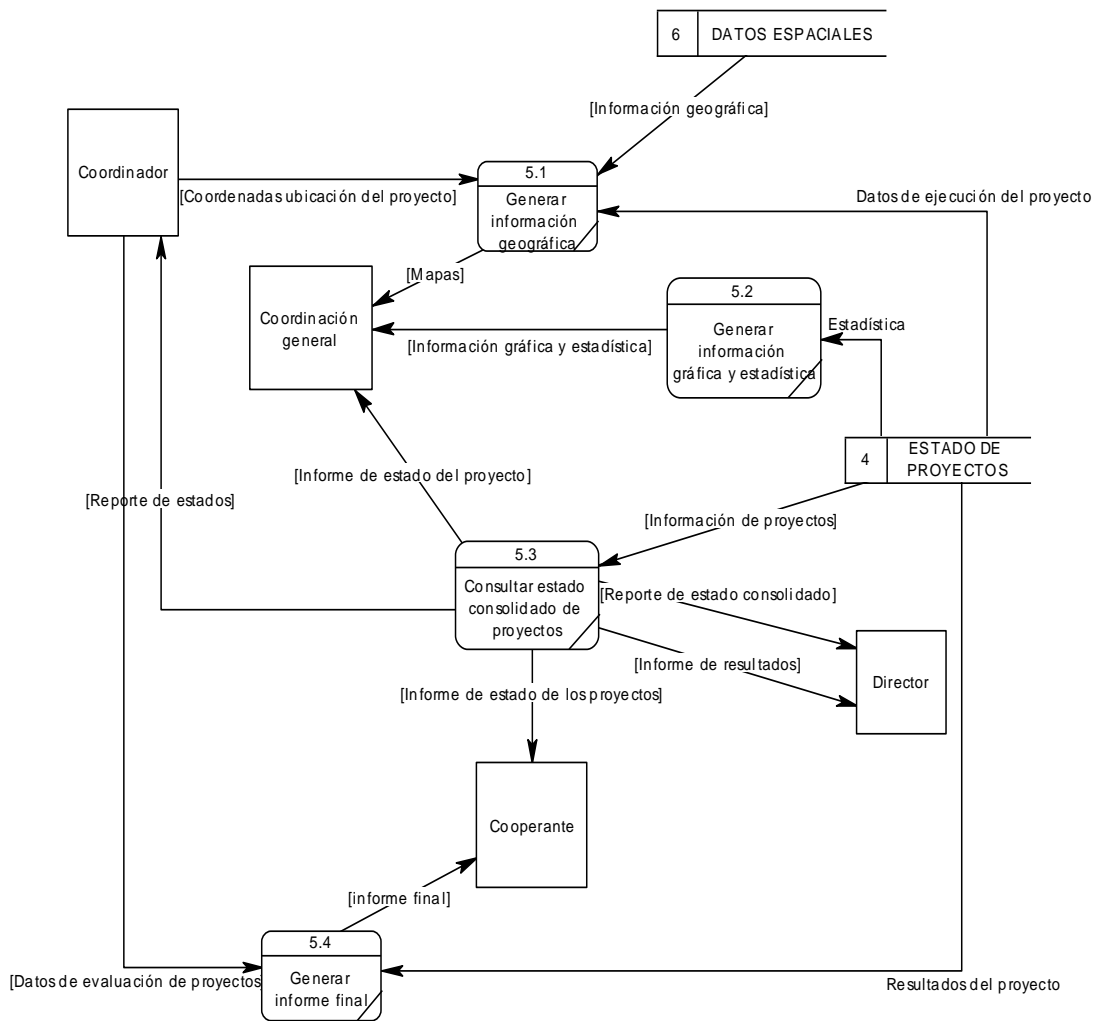 6 DATOS ESPACIALES
[Información geográfica]
Coordinador
[Coordenadas ubicación del proyecto]
5.1
Generar
información
geográfica
Datos de ejecución del proyecto
[Mapas]
Coordinación
general
5.2
Generar
información
gráfica y estadística
Estadística
[Información gráfica y estadística]
4 ESTADO DE
PROYECTOS
[Informe de estado del proyecto]
[Reporte de estados]
[Información de proyectos]
5.3
Consultar estado
consolidado de
proyectos
[Reporte de estado consolidado]
[Informe de resultados]
Director
[Informe de estado de los proyectos]
Cooperante
[informe final]
5.4
Generar
informe final
[Datos de evaluación de proyectos
Resultados del proyecto